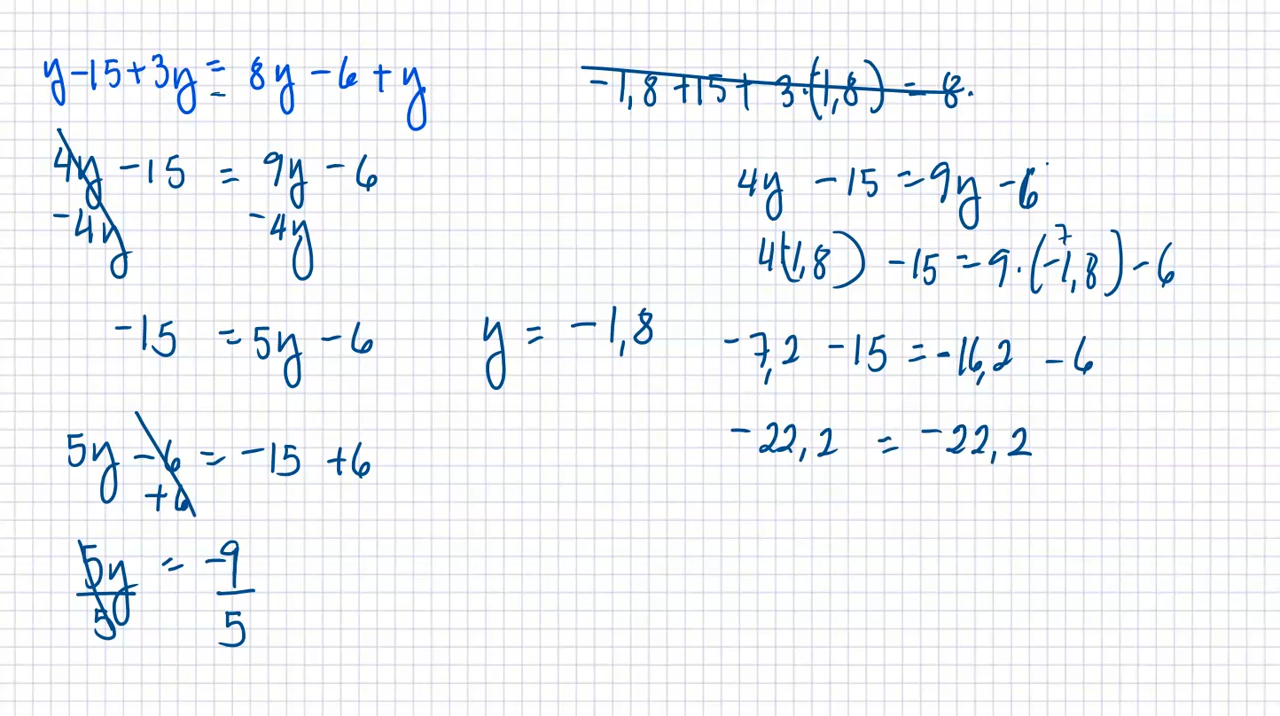 y -15 + 3y = 8y - 6 + y
4y - 15 = 9y - 6
-4y -4y
-15 = 5y - 6
5y - 6 = -15 + 6
+6
5y = -9
5 5
y = -1,8
-1,8 + 15 + 3·(-1,8) = 8.
4y - 15 = 9y - 6
7
4(-1,8) - 15 = 9·(-1,8) - 6
-7,2 - 15 = -16,2 - 6
-22,2 = -22,2